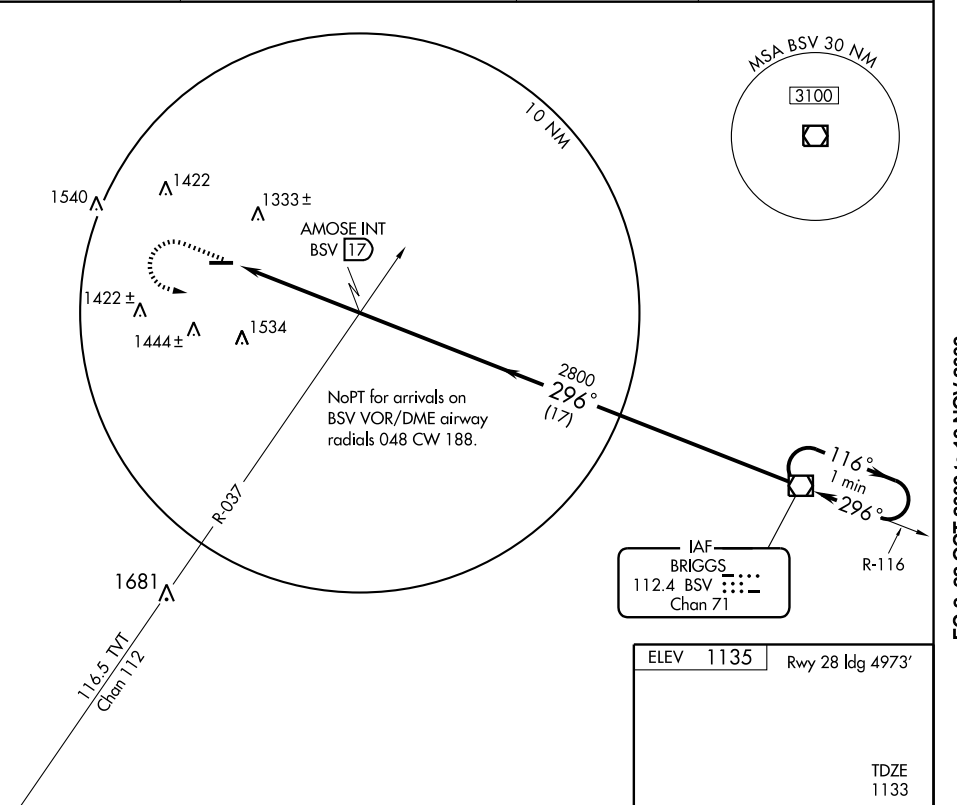 MSA BSV 30 NM
3100
10 NM
1540
1422
1333 ±
AMOSE INT
BSV 17
1422 ±
1444 ±
1534
2800
296°
(17)
NoPT for arrivals on
BSV VOR/DME airway
radials 048 CW 188.
116°
1 min
296°
R-116
R-037
IAF
BRIGGS
112.4 BSV
Chan 71
1681
116.5 TVT
Chan 112
ELEV 1135
Rwy 28 ldg 4973'
TDZE
1133